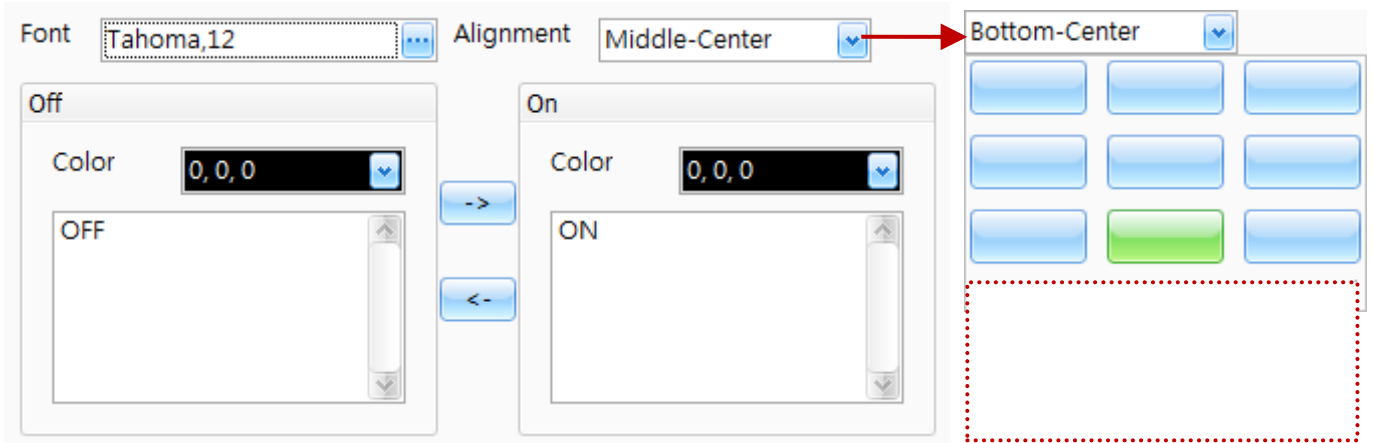 Font Tahoma,12 ... Alignment Middle-Center Bottom-Center
Off On
Color 0, 0, 0 Color 0, 0, 0
->
OFF ON
<-